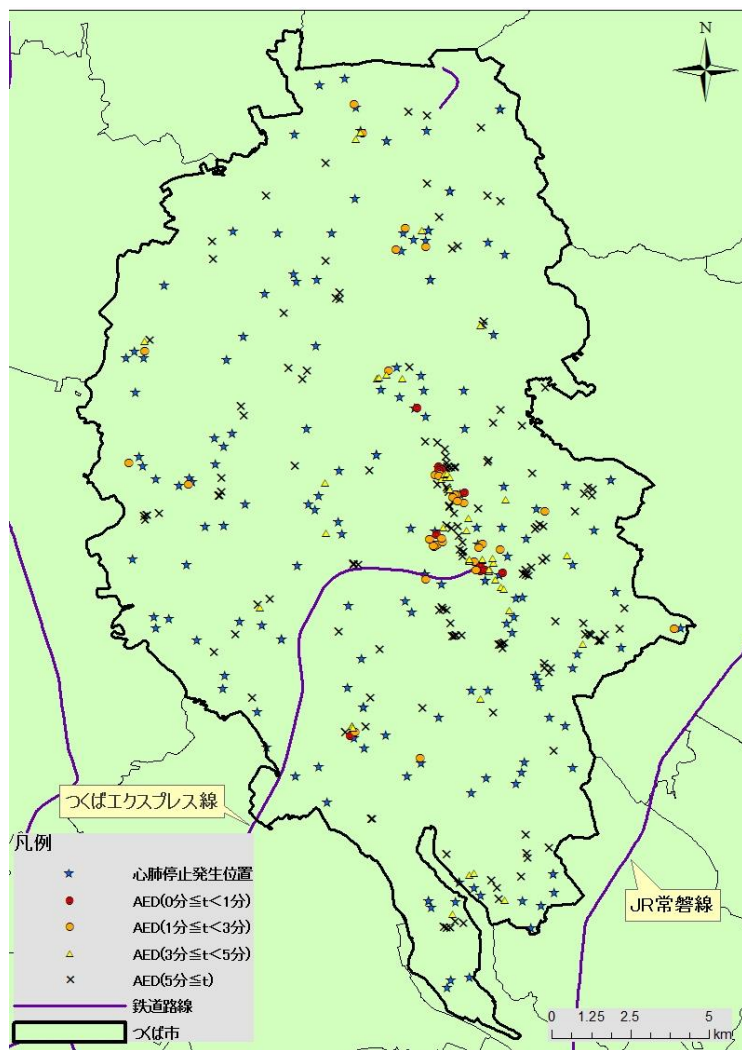 N
つくばエクスプレス線
JR常磐線
凡例
心肺停止発生位置
AED(0分≦t<1分)
AED(1分≦t<3分)
AED(3分≦t<5分)
AED(5分≦t)
鉄道路線
つくば市
0 1.25 2.5 5
km